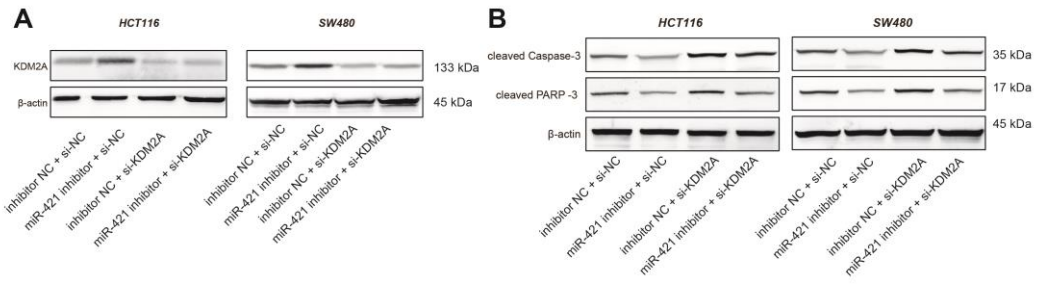 A
HCT116
SW480
KDM2A
133 kDa
β-actin
45 kDa
inhibitor NC + si-NC
miR-421 inhibitor + si-NC
inhibitor NC + si-KDM2A
miR-421 inhibitor + si-KDM2A
inhibitor NC + si-NC
miR-421 inhibitor + si-NC
inhibitor NC + si-KDM2A
miR-421 inhibitor + si-KDM2A
B
HCT116
SW480
cleaved Caspase-3
35 kDa
cleaved PARP -3
17 kDa
β-actin
45 kDa
inhibitor NC + si-NC
miR-421 inhibitor + si-NC
inhibitor NC + si-KDM2A
miR-421 inhibitor + si-KDM2A
inhibitor NC + si-NC
miR-421 inhibitor + si-NC
inhibitor NC + si-KDM2A
miR-421 inhibitor + si-KDM2A